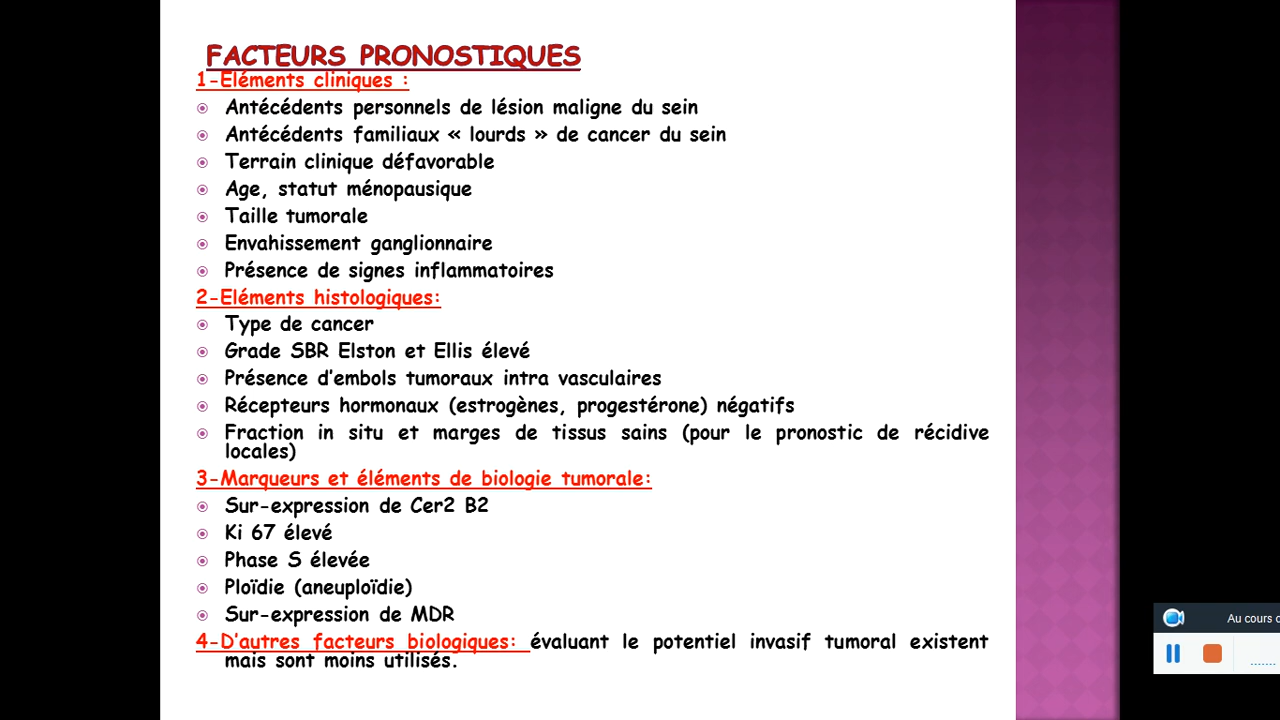 FACTEURS PRONOSTIQUES
1-Eléments cliniques :
Antécédents personnels de lésion maligne du sein
Antécédents familiaux « lourds » de cancer du sein
Terrain clinique défavorable
Age, statut ménopausique
Taille tumorale
Envahissement ganglionnaire
Présence de signes inflammatoires
2-Eléments histologiques:
Type de cancer
Grade SBR Elston et Ellis élevé
Présence d’embols tumoraux intra vasculaires
Récepteurs hormonaux (estrogènes, progestérone) négatifs
Fraction in situ et marges de tissus sains (pour le pronostic de récidive
locales)
3-Marqueurs et éléments de biologie tumorale:
Sur-expression de Cer2 B2
Ki 67 élevé
Phase S élevée
Ploïdie (aneuploïdie)
Sur-expression de MDR
4-D’autres facteurs biologiques: évaluant le potentiel invasif tumoral existent
mais sont moins utilisés.
Au cours